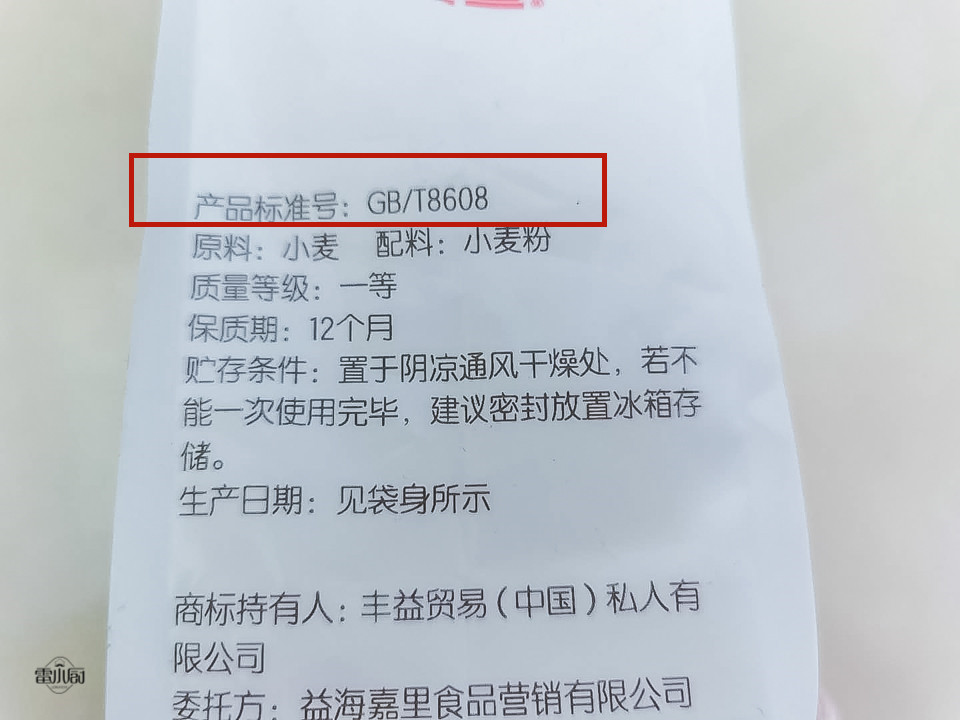 产品标准号：GB/T8608
原料：小麦 配料：小麦粉
质量等级：一等
保质期：12个月
贮存条件：置于阴凉通风干燥处，若不
能一次使用完毕，建议密封放置冰箱存
储。
生产日期：见袋身所示
商标持有人：丰益贸易（中国）私人有
限公司
委托方：益海嘉里食品营销有限公司
雷小厨